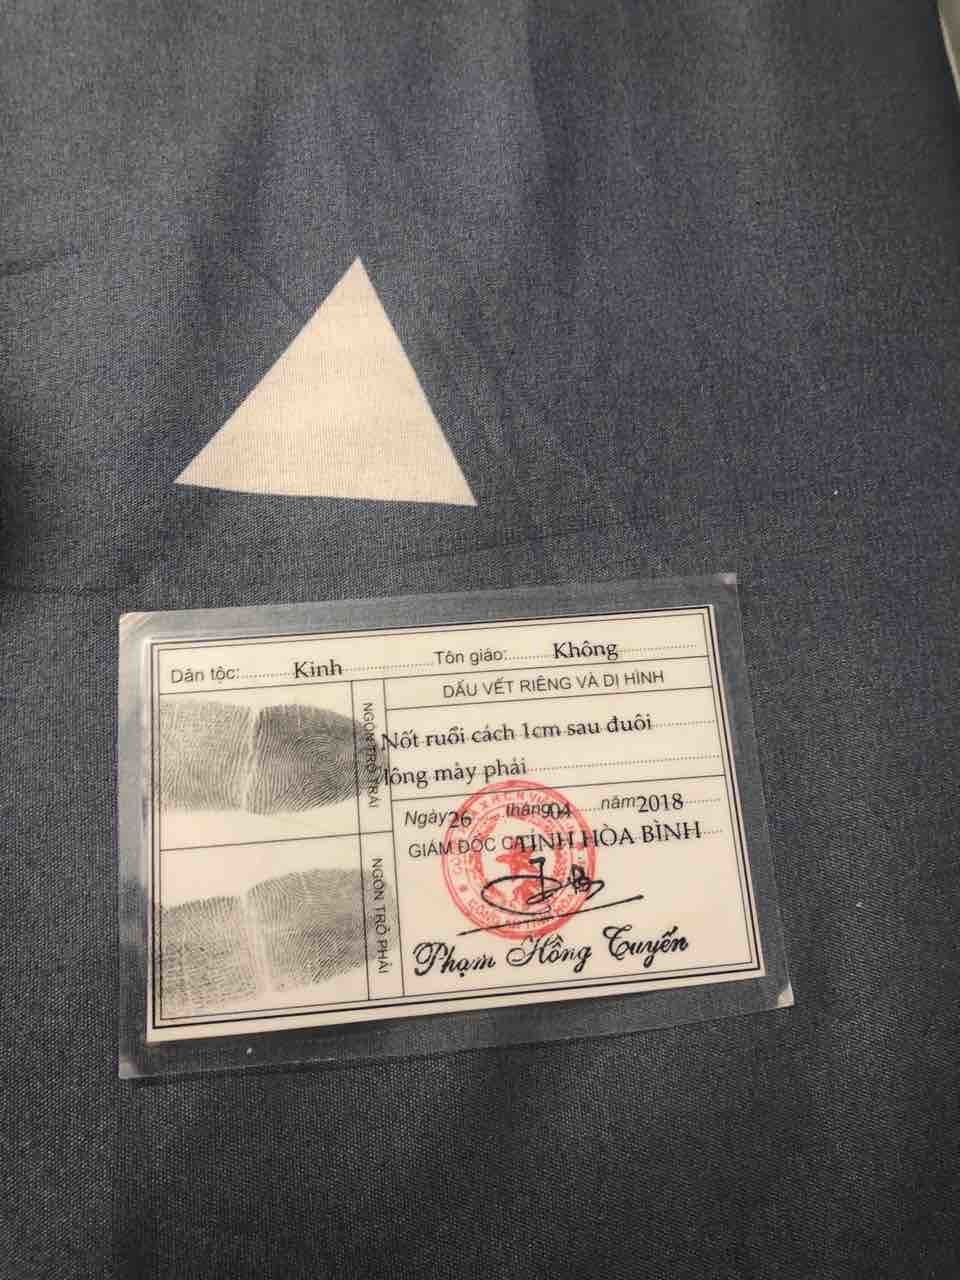 Dân tộc: Kinh Tôn giáo: Không
DẤU VẾT RIÊNG VÀ DỊ HÌNH
NGÓN TRỎ TRÁI
Nốt ruồi cách 1cm sau đuôi
lông mày phải
Ngày 26 tháng 04 năm 2018
GIÁM ĐỐC CA TỈNH HÒA BÌNH
NGÓN TRỎ PHẢI
Phạm Hồng Tuyến